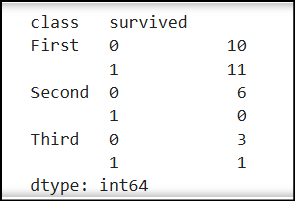 class   survived
First   0           10
        1           11
Second  0            6
        1            0
Third   0            3
        1            1
dtype: int64